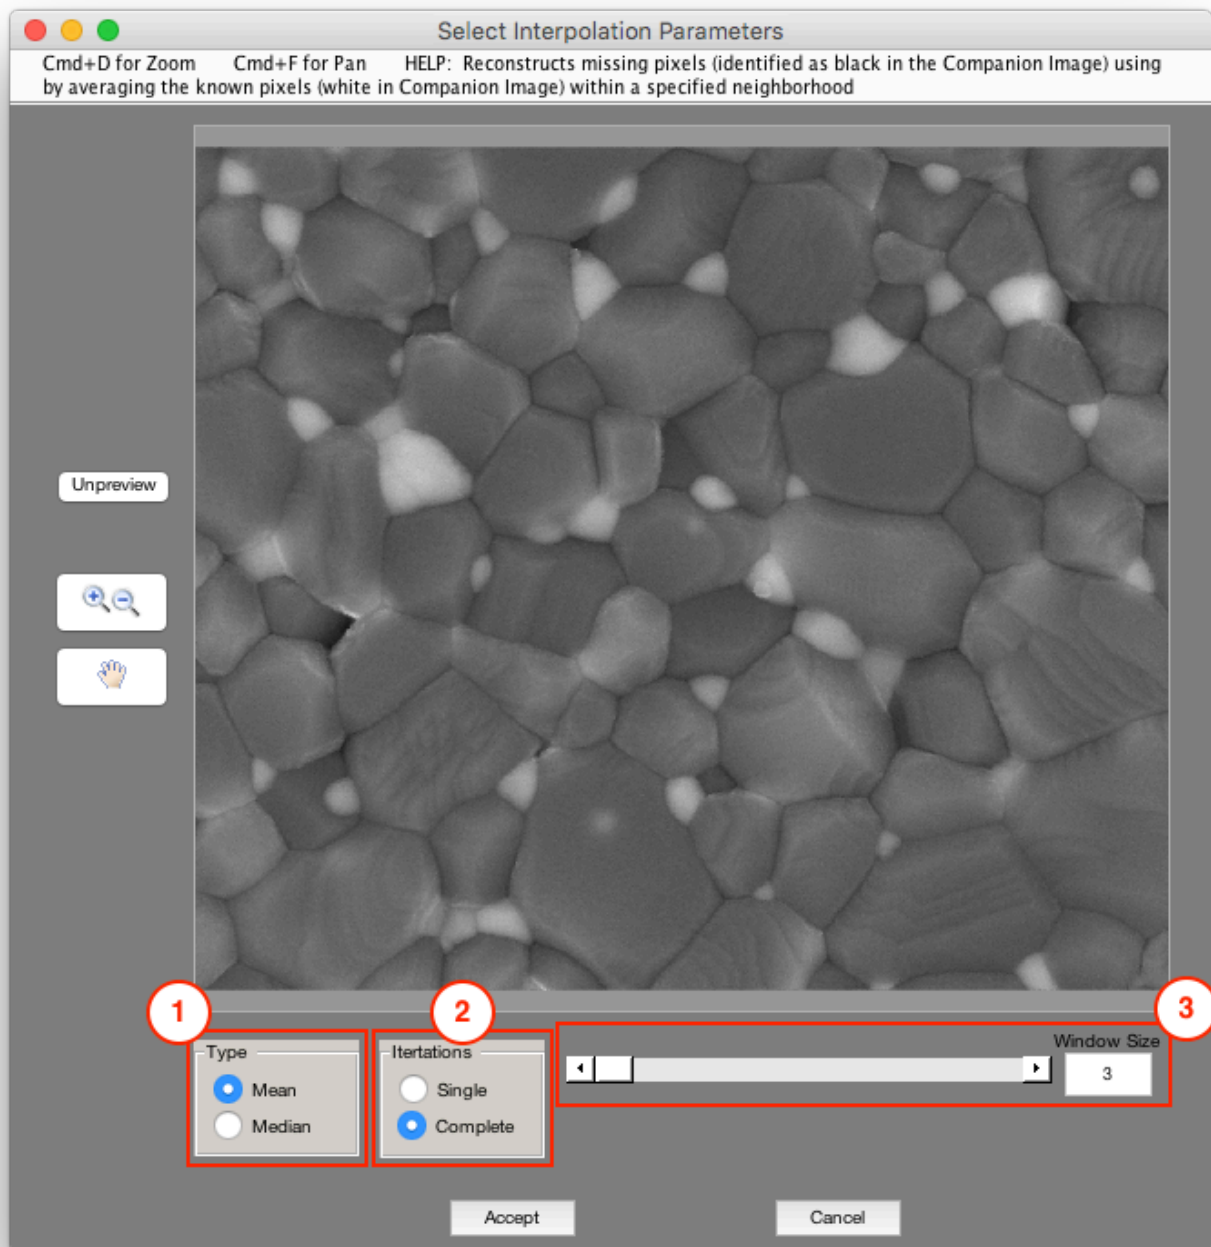 Select Interpolation Parameters
Cmd+D for Zoom Cmd+F for Pan HELP: Reconstructs missing pixels (identified as black in the Companion Image) using
by averaging the known pixels (white in Companion Image) within a specified neighborhood
Unpreview
1
2
3
Type
Mean
Median
Itertations
Single
Complete
Window Size
3
Accept
Cancel